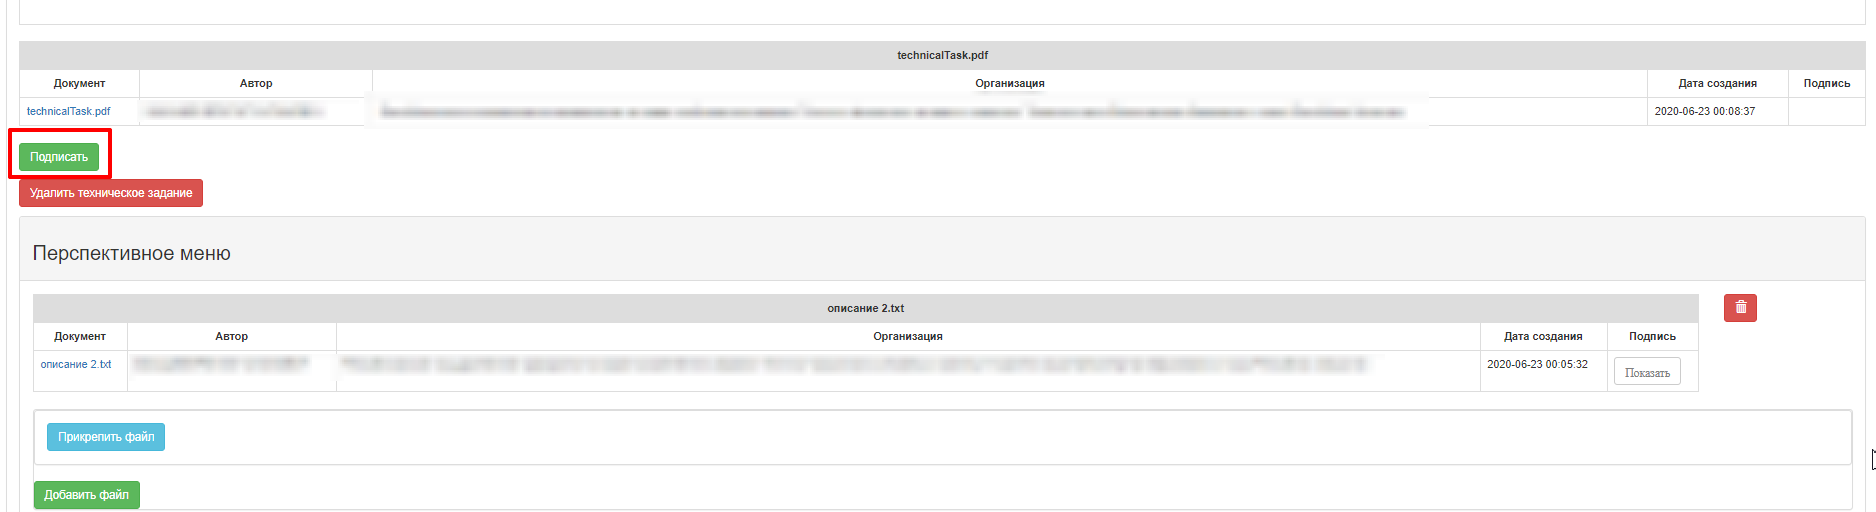 technicalTask.pdf
Документ Автор Организация Дата создания Подпись
technicalTask.pdf 2020-06-23 00:08:37
Подписать
Удалить техническое задание
Перспективное меню
описание 2.txt
Документ Автор Организация Дата создания Подпись
описание 2.txt 2020-06-23 00:05:32 Показать
Прикрепить файл
Добавить файл